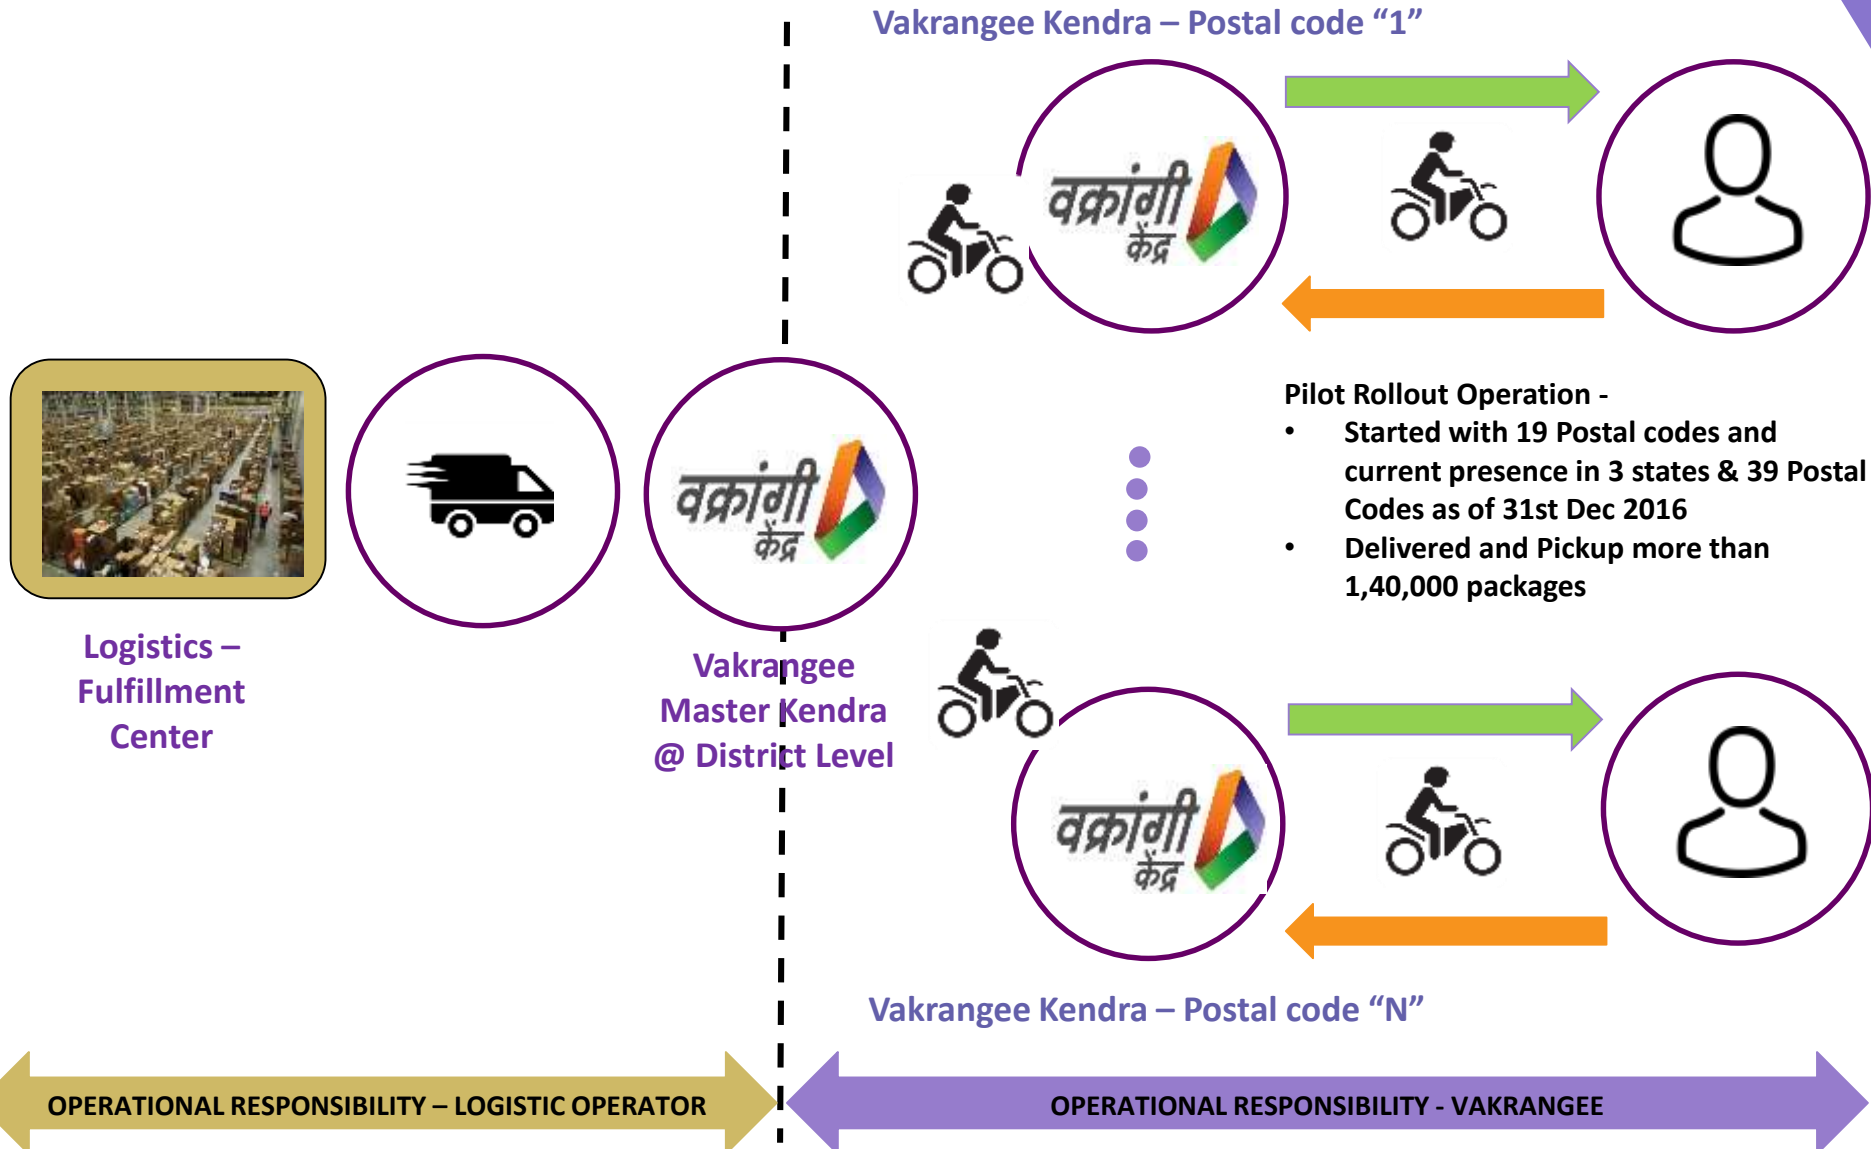 Vakrangee Kendra – Postal code “1”
वक्रांगी
केंद्र
Pilot Rollout Operation -
• Started with 19 Postal codes and
current presence in 3 states & 39 Postal
Codes as of 31st Dec 2016
• Delivered and Pickup more than
1,40,000 packages
वक्रांगी
केंद्र
Logistics –
Fulfillment
Center
Vakrangee
Master Kendra
@ District Level
वक्रांगी
केंद्र
Vakrangee Kendra – Postal code “N”
OPERATIONAL RESPONSIBILITY – LOGISTIC OPERATOR
OPERATIONAL RESPONSIBILITY - VAKRANGEE